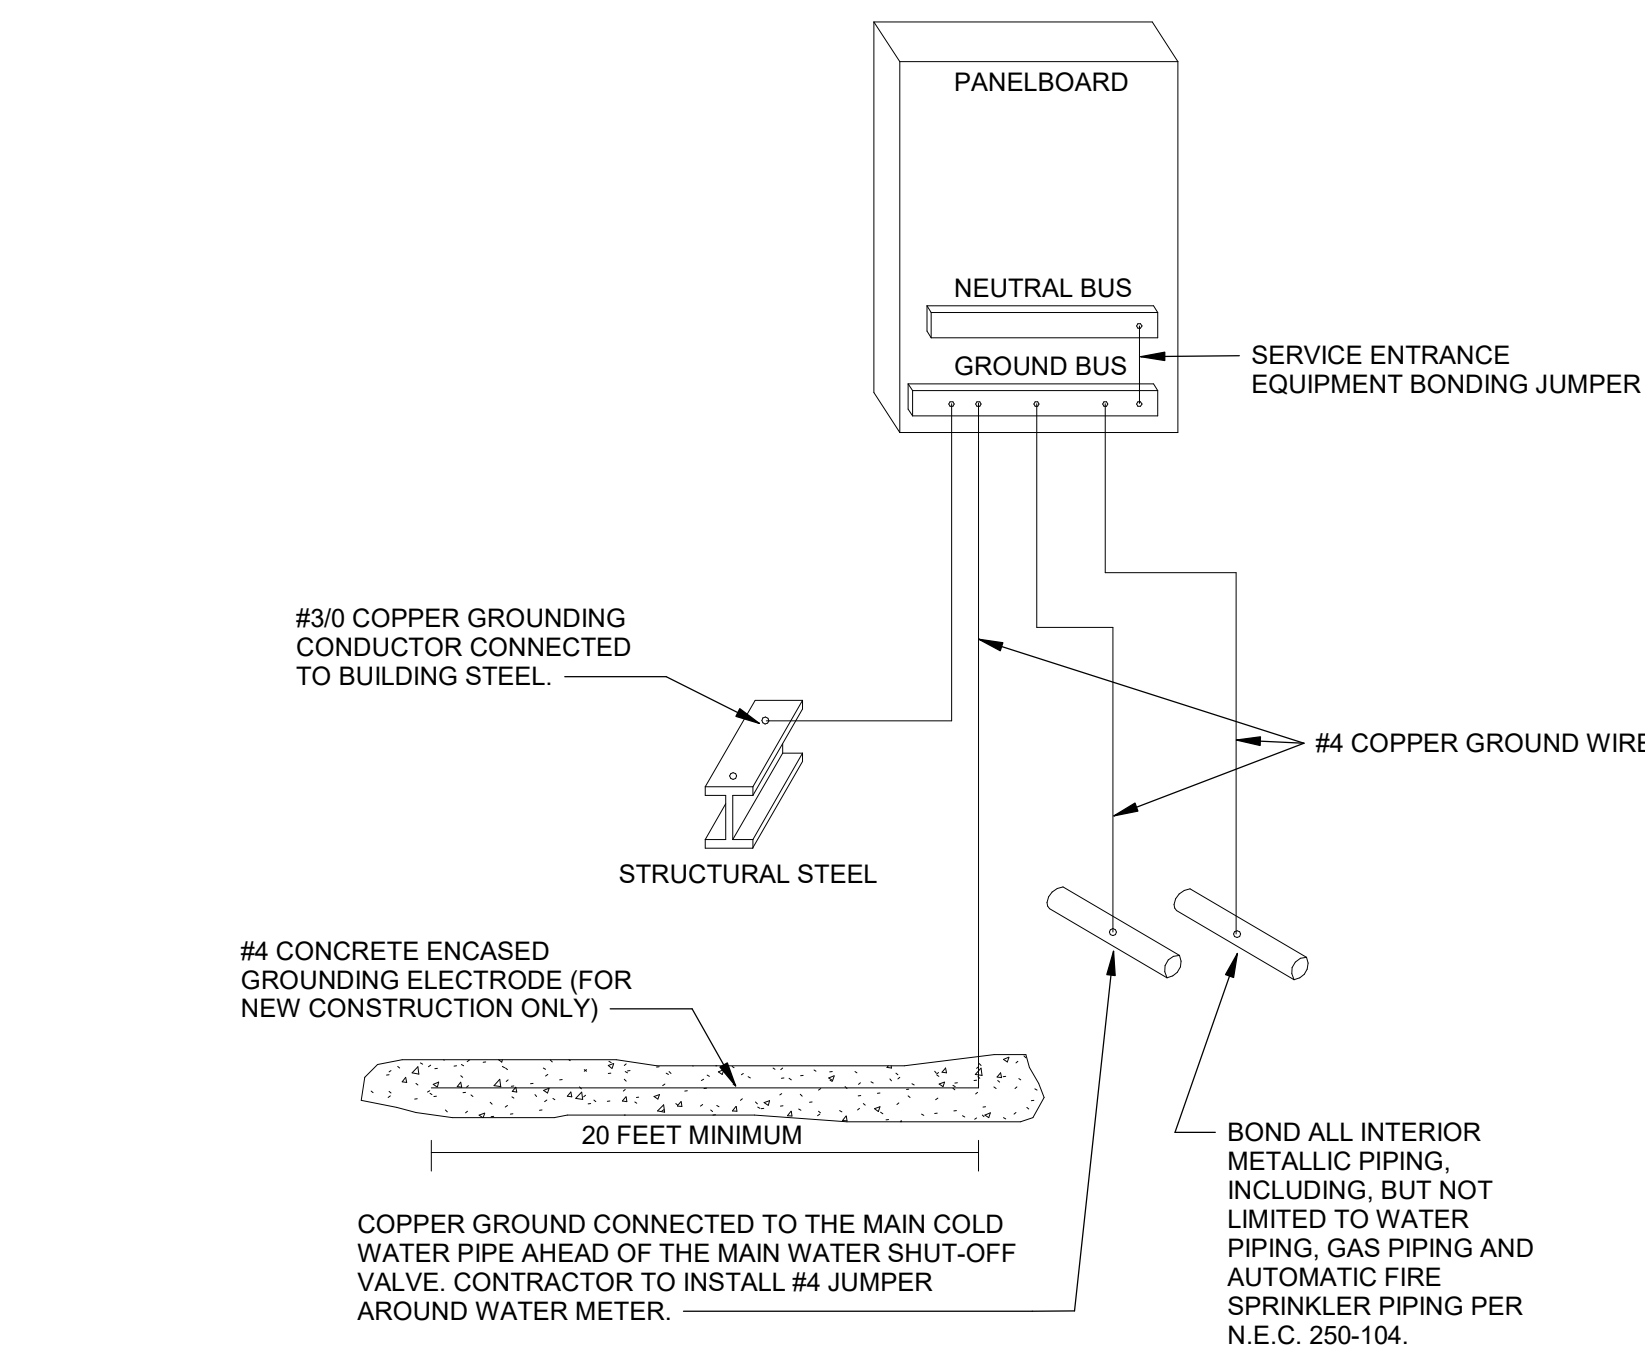 PANELBOARD
NEUTRAL BUS
GROUND BUS
SERVICE ENTRANCE
EQUIPMENT BONDING JUMPER
#3/0 COPPER GROUNDING
CONDUCTOR CONNECTED
TO BUILDING STEEL.
#4 COPPER GROUND WIRE
STRUCTURAL STEEL
#4 CONCRETE ENCASED
GROUNDING ELECTRODE (FOR
NEW CONSTRUCTION ONLY)
20 FEET MINIMUM
COPPER GROUND CONNECTED TO THE MAIN COLD
WATER PIPE AHEAD OF THE MAIN WATER SHUT-OFF
VALVE. CONTRACTOR TO INSTALL #4 JUMPER
AROUND WATER METER.
BOND ALL INTERIOR
METALLIC PIPING,
INCLUDING, BUT NOT
LIMITED TO WATER
PIPING, GAS PIPING AND
AUTOMATIC FIRE
SPRINKLER PIPING PER
N.E.C. 250-104.